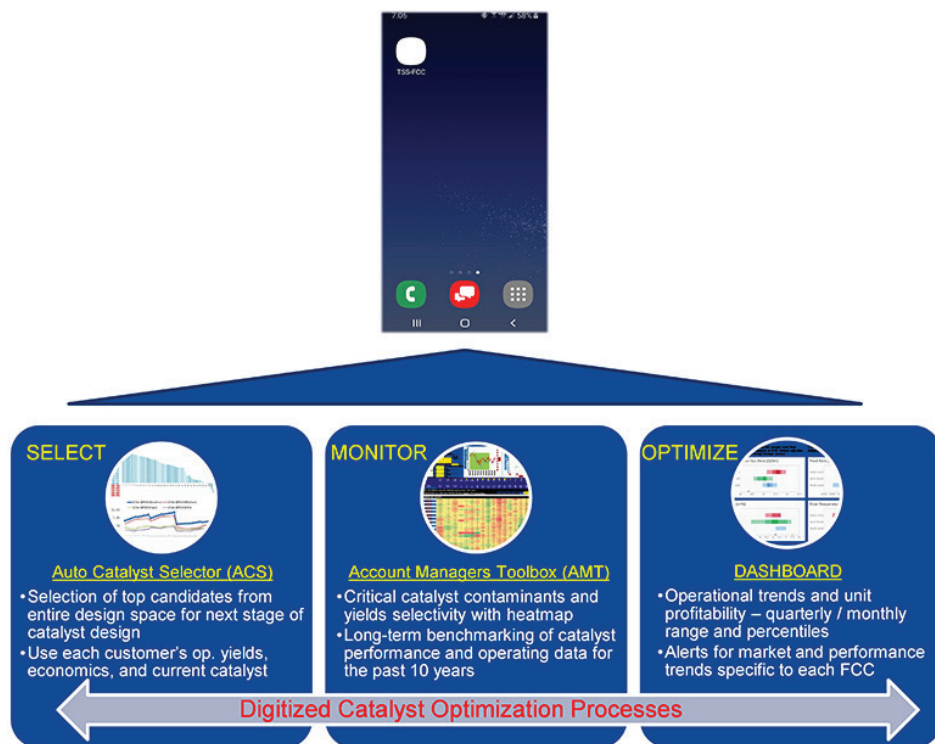 7:05
58%
TSS-FCC
SELECT
Auto Catalyst Selector (ACS)
•Selection of top candidates from
entire design space for next stage of
catalyst design
•Use each customer's op. yields,
economics, and current catalyst
MONITOR
Account Managers Toolbox (AMT)
•Critical catalyst contaminants and
yields selectivity with heatmap
•Long-term benchmarking of catalyst
performance and operating data for
the past 10 years
OPTIMIZE
DASHBOARD
•Operational trends and unit
profitability – quarterly / monthly
range and percentiles
•Alerts for market and performance
trends specific to each FCC
Digitized Catalyst Optimization Processes